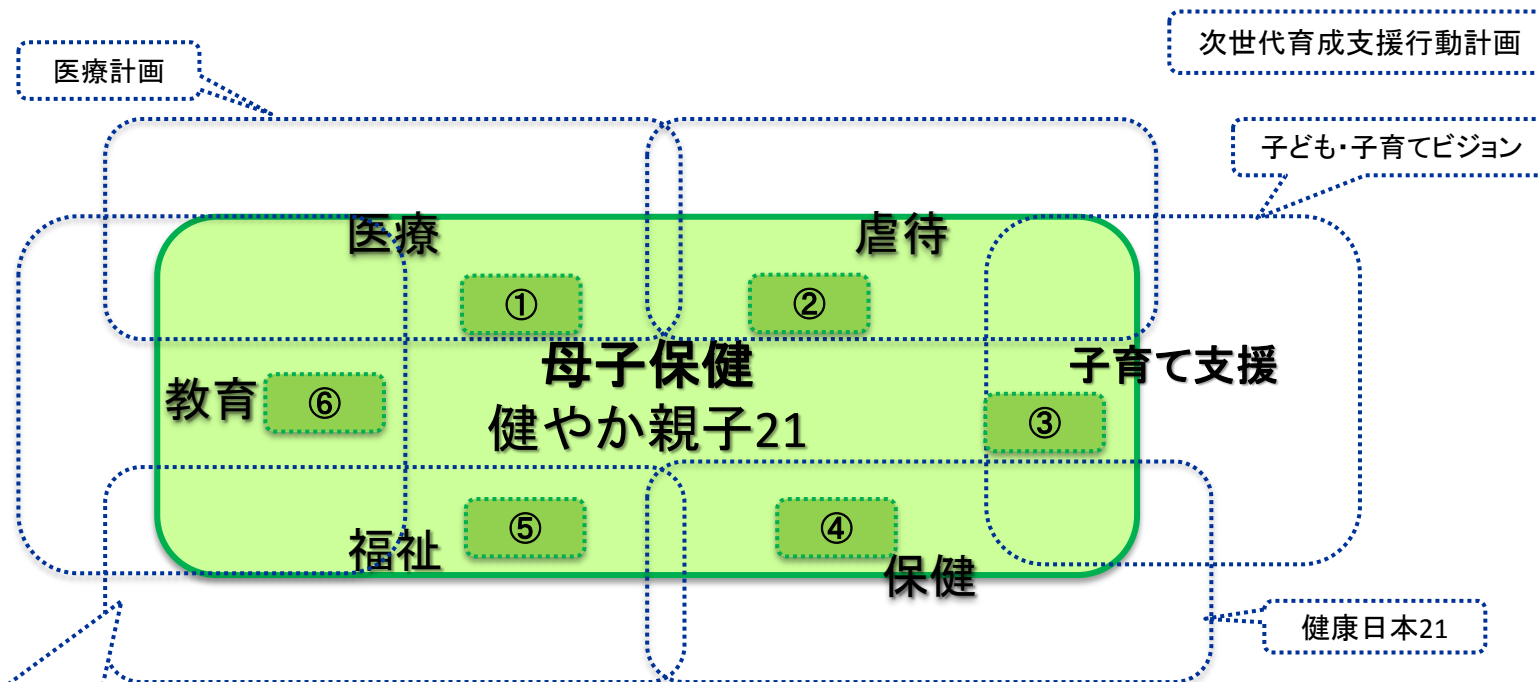 次世代育成支援行動計画
医療計画
子ども・子育てビジョン
医療
虐待
①
②
母子保健
子育て支援
教育
⑥
健やか親子21
③
⑤
④
福祉
保健
健康日本21